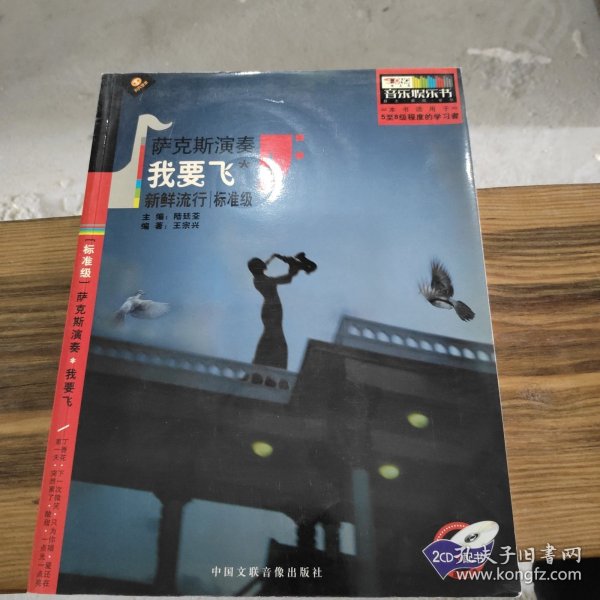 音乐娱乐书
本书适用于
5至8级程度的学习者
萨克斯演奏
我要飞
新鲜流行|标准级
主编：陆廷荃
编著：王宗兴
[标准级]萨克斯演奏*我要飞
中国文联音像出版社
2CD+配书
孔夫子旧书网
www.kongfz.com